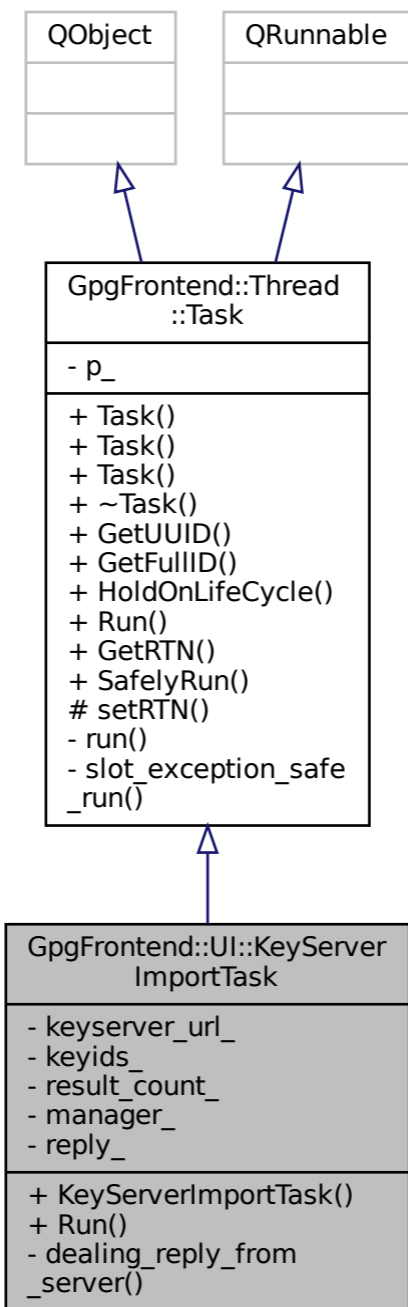 QObject
QRunnable
GpgFrontend::Thread
::Task
- p_
+ Task()
+ Task()
+ Task()
+ ~Task()
+ GetUUID()
+ GetFullID()
+ HoldOnLifeCycle()
+ Run()
+ GetRTN()
+ SafelyRun()
# setRTN()
- run()
- slot_exception_safe
_run()
GpgFrontend::UI::KeyServer
ImportTask
- keyserver_url_
- keyids_
- result_count_
- manager_
- reply_
+ KeyServerImportTask()
+ Run()
- dealing_reply_from
_server()